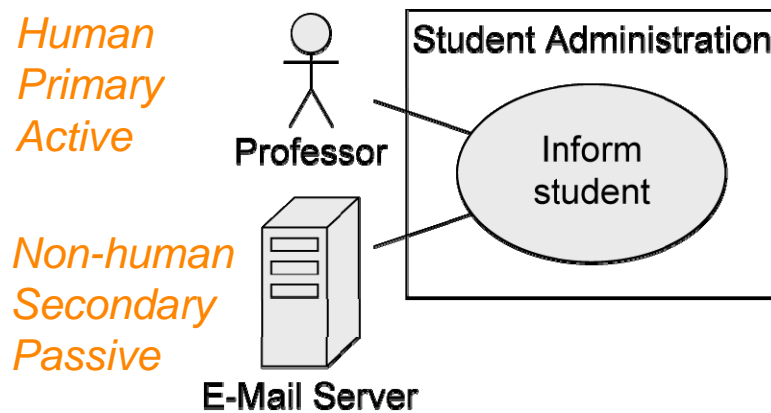 Human
Primary
Active
Professor
Student Administration
Inform
student
Non-human
Secondary
Passive
E-Mail Server